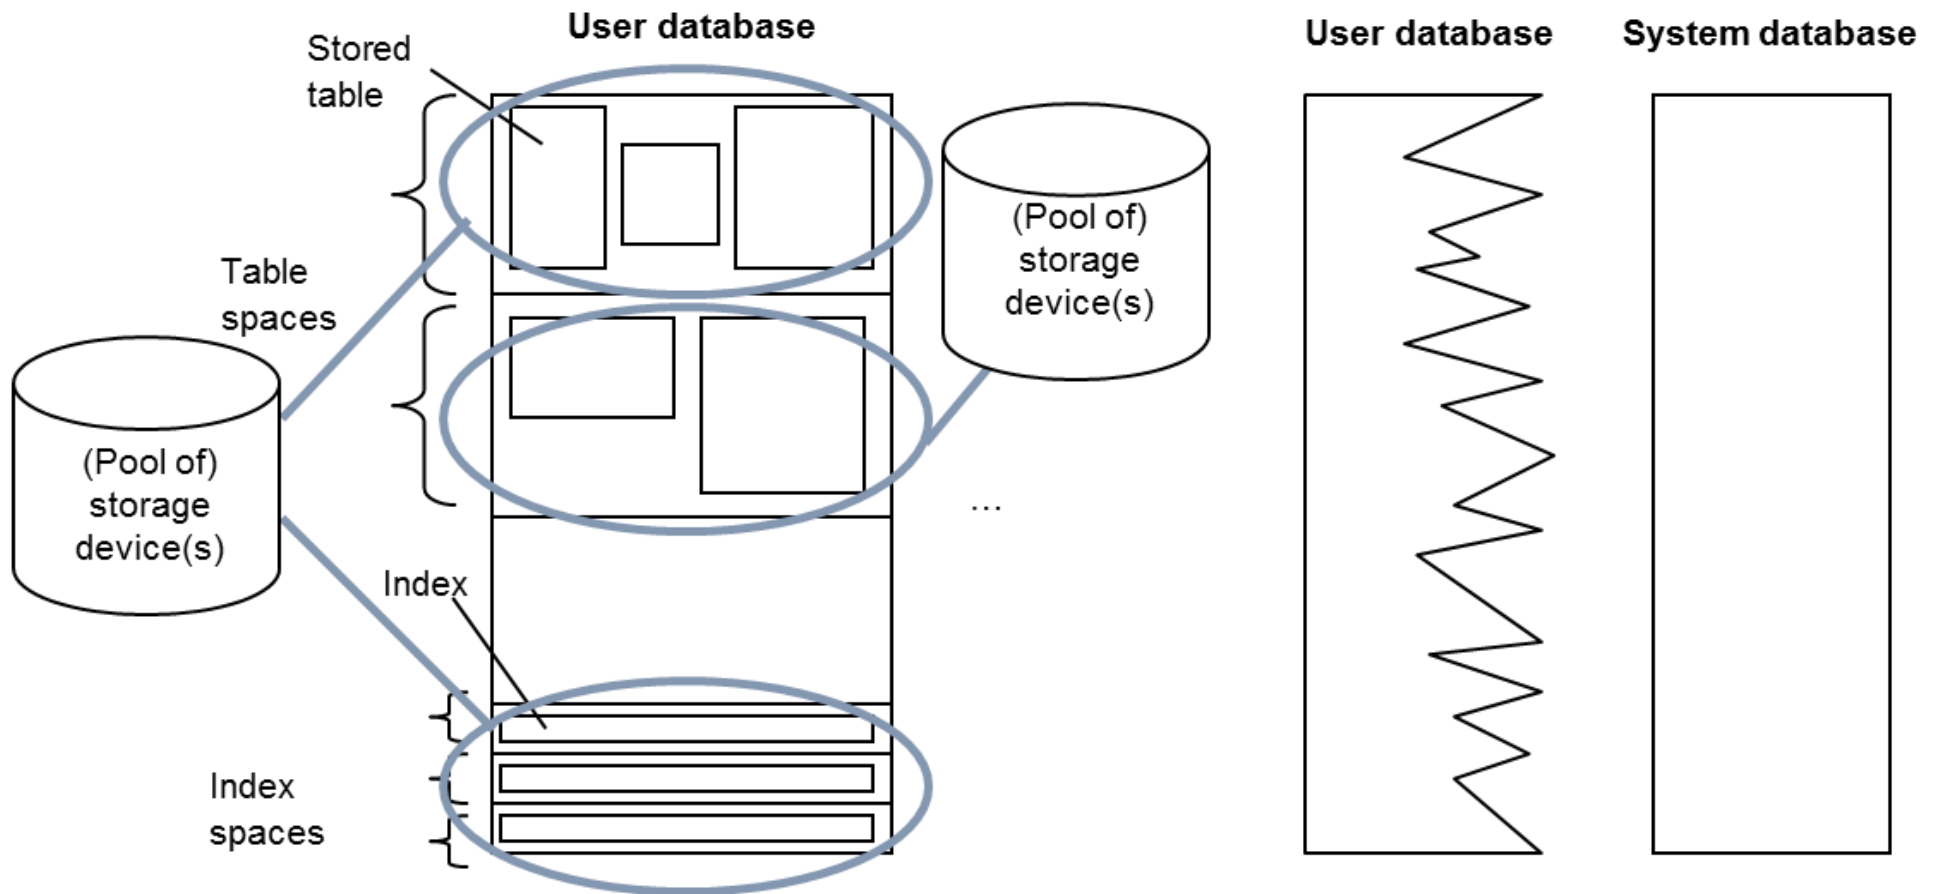 User database
Stored
table
User database
System database
(Pool of)
storage
device(s)
Table
spaces
(Pool of)
storage
device(s)
...
Index
Index
spaces